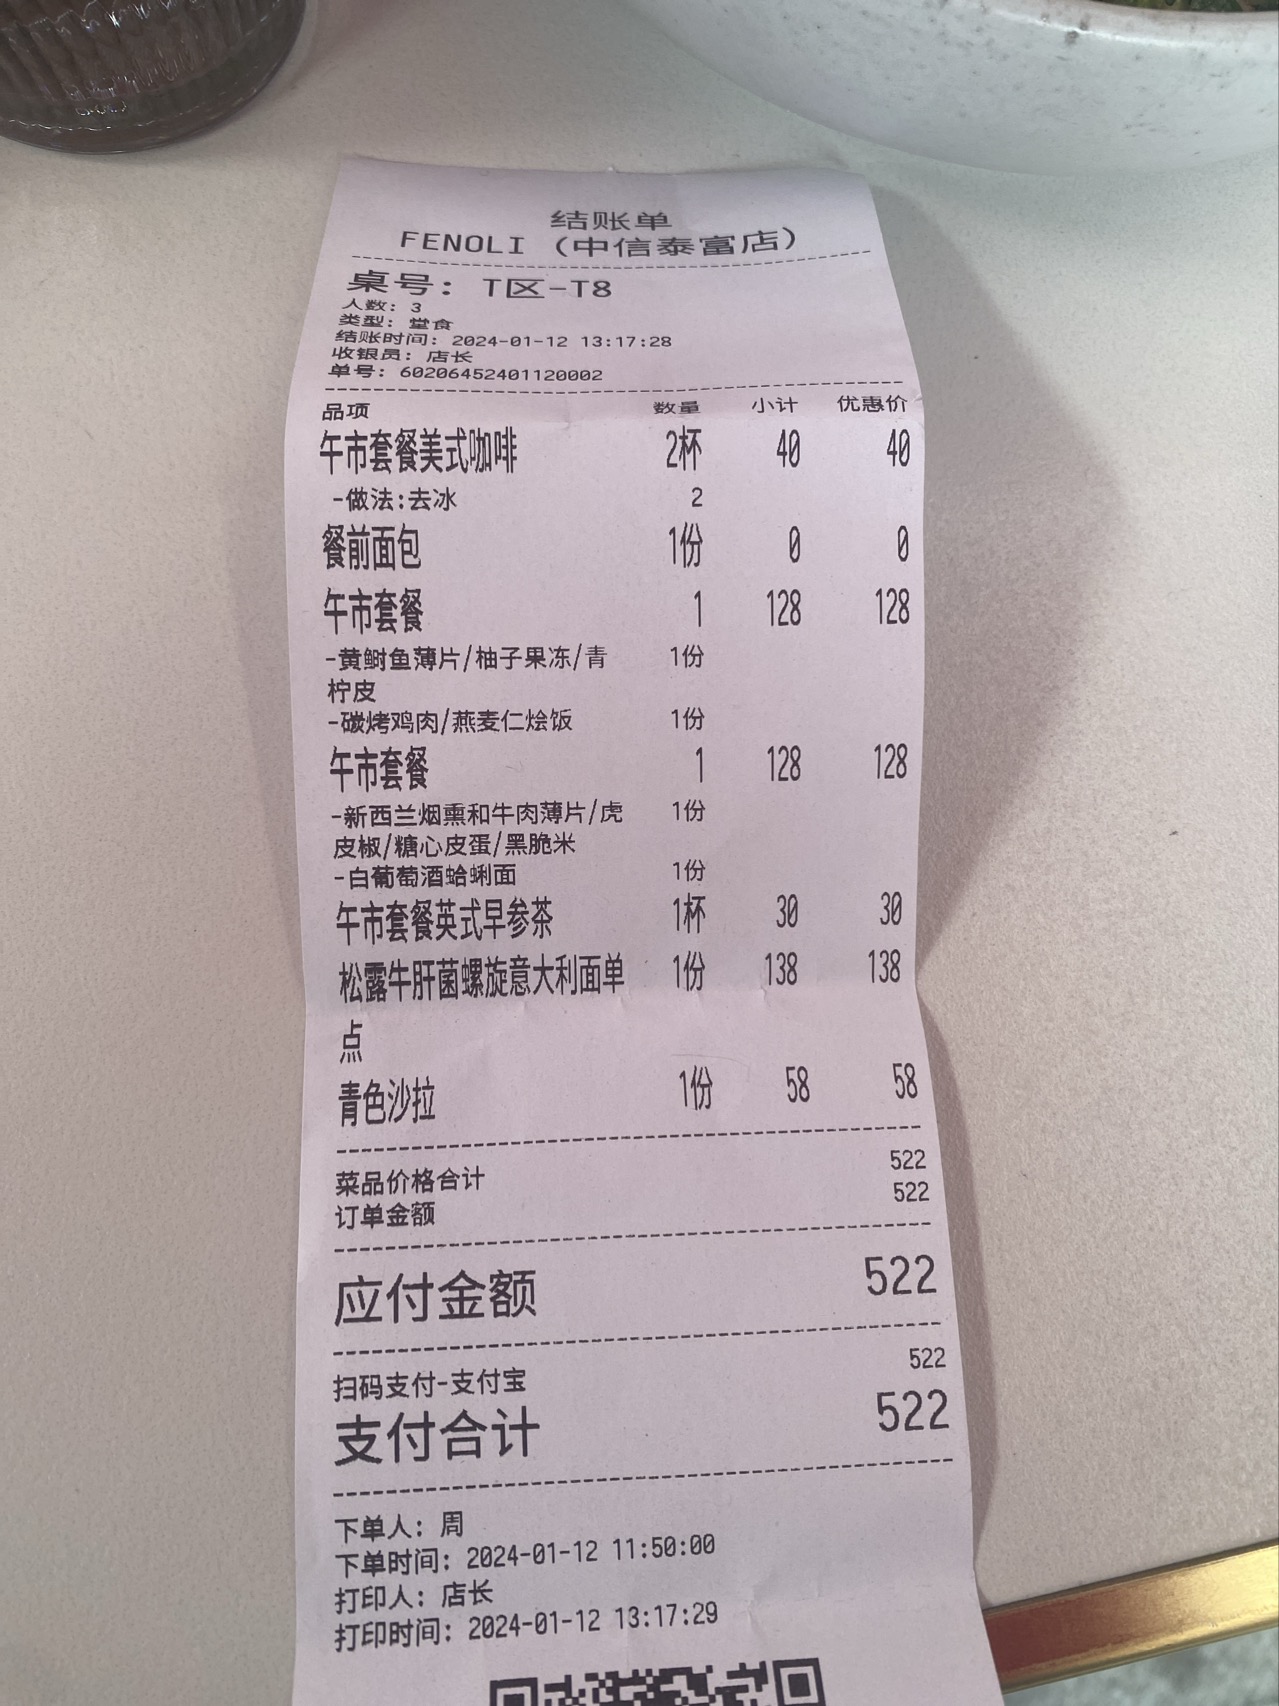 结账单
FENOLI (中信泰富店)
桌号: T区-T8
人数: 3
类型: 堂食
结账时间: 2024-01-12 13:17:28
收银员: 店长
单号: 602064524011​20002
品项 数量 小计 优惠价
午市套餐美式咖啡 2杯 40 40
-做法:去冰 2
餐前面包 1份 0 0
午市套餐 1 128 128
-黄鲥鱼薄片/柚子果冻/青 1份
柠皮
-碳烤鸡肉/燕麦仁烩饭 1份
午市套餐 1 128 128
-新西兰烟熏和牛肉薄片/虎 1份
皮椒/糖心皮蛋/黑脆米
-白葡萄酒蛤蜊面 1份
午市套餐英式早参茶 1杯 30 30
松露牛肝菌螺旋意大利面单 1份 138 138
点
青色沙拉 1份 58 58
菜品价格合计 522
订单金额 522
应付金额 522
扫码支付-支付宝 522
支付合计 522
下单人: 周
下单时间: 2024-01-12 11:50:00
打印人: 店长
打印时间: 2024-01-12 13:17:29